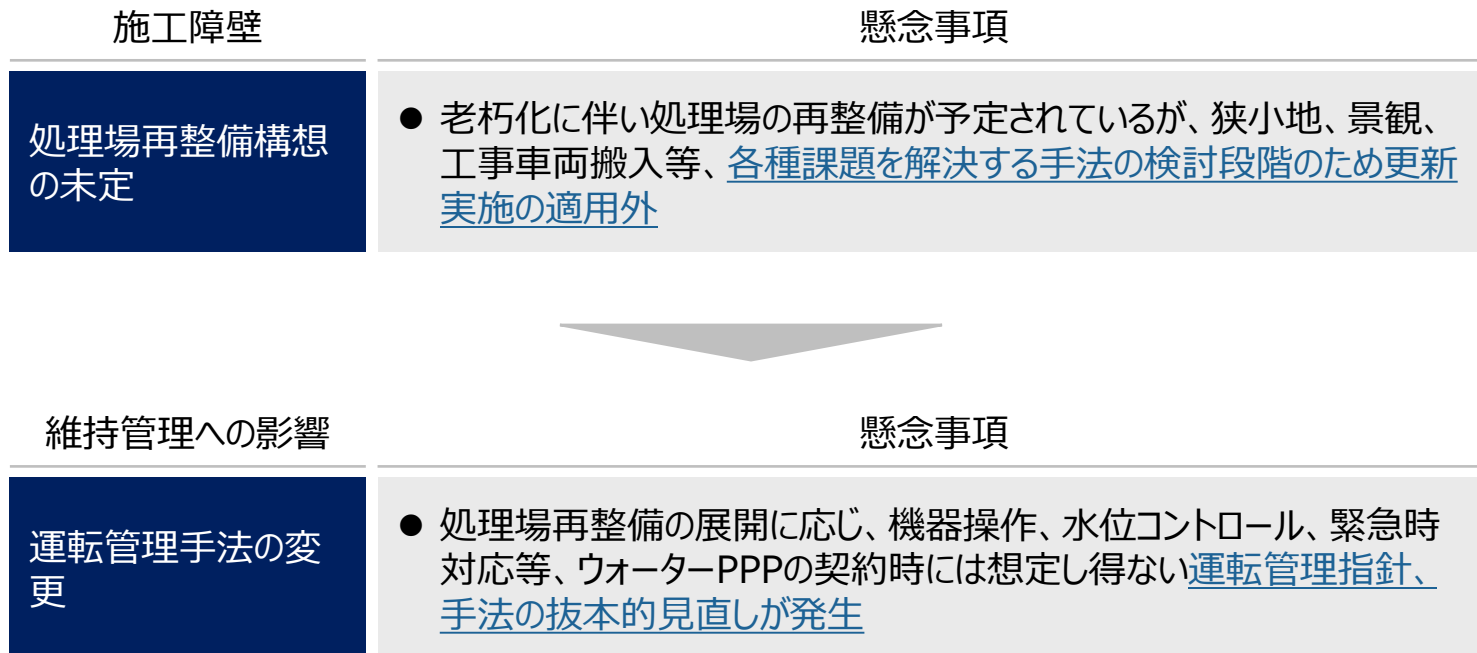 施工障壁
懸念事項
処理場再整備構想
の未定
● 老朽化に伴い処理場の再整備が予定されているが、狭小地、景観、
工事車両搬入等、各種課題を解決する手法の検討段階のため更新
実施の適用外
維持管理への影響
懸念事項
運転管理手法の変
更
● 処理場再整備の展開に応じ、機器操作、水位コントロール、緊急時
対応等、ウォーターPPPの契約時には想定し得ない運転管理指針、
手法の抜本的見直しが発生